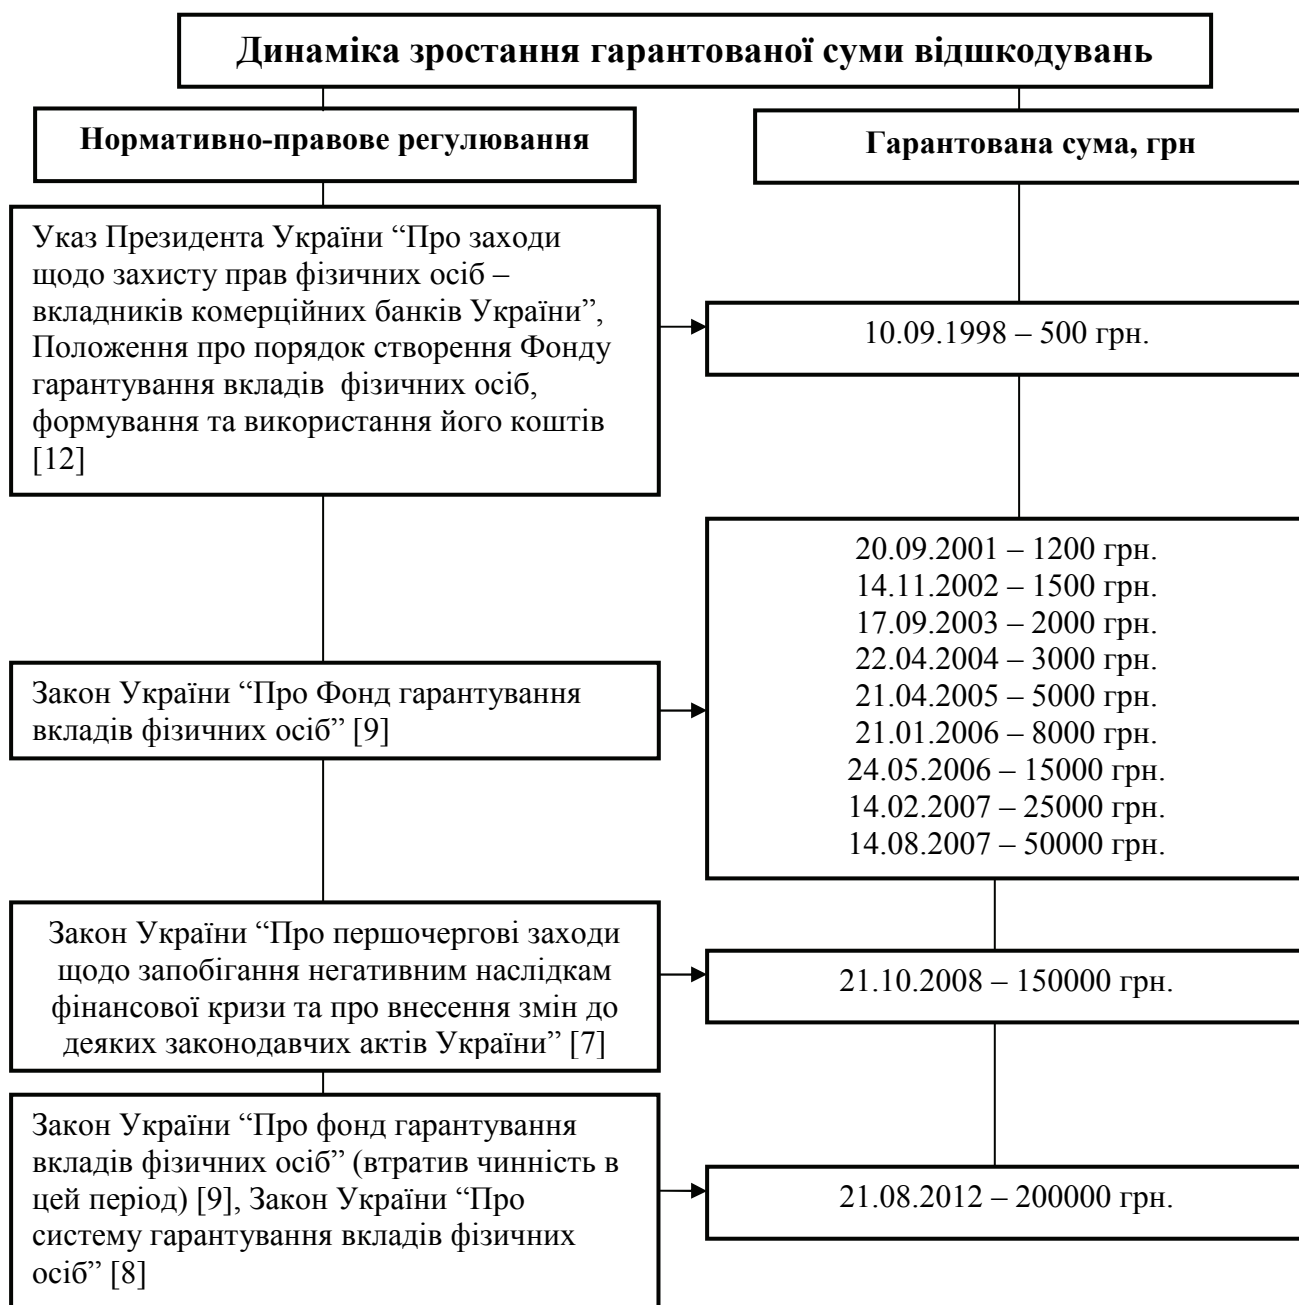 Динаміка зростання гарантованої суми відшкодувань
Нормативно-правове регулювання
Гарантована сума, грн
Указ Президента України “Про заходи
щодо захисту прав фізичних осіб –
вкладників комерційних банків України”,
Положення про порядок створення Фонду
гарантування вкладів фізичних осіб,
формування та використання його коштів
[12]
10.09.1998 – 500 грн.
Закон України “Про Фонд гарантування
вкладів фізичних осіб” [9]
20.09.2001 – 1200 грн.
14.11.2002 – 1500 грн.
17.09.2003 – 2000 грн.
22.04.2004 – 3000 грн.
21.04.2005 – 5000 грн.
21.01.2006 – 8000 грн.
24.05.2006 – 15000 грн.
14.02.2007 – 25000 грн.
14.08.2007 – 50000 грн.
Закон України “Про першочергові заходи
щодо запобігання негативним наслідкам
фінансової кризи та про внесення змін до
деяких законодавчих актів України” [7]
21.10.2008 – 150000 грн.
Закон України “Про фонд гарантування
вкладів фізичних осіб” (втратив чинність в
цей період) [9], Закон України “Про
систему гарантування вкладів фізичних
осіб” [8]
21.08.2012 – 200000 грн.